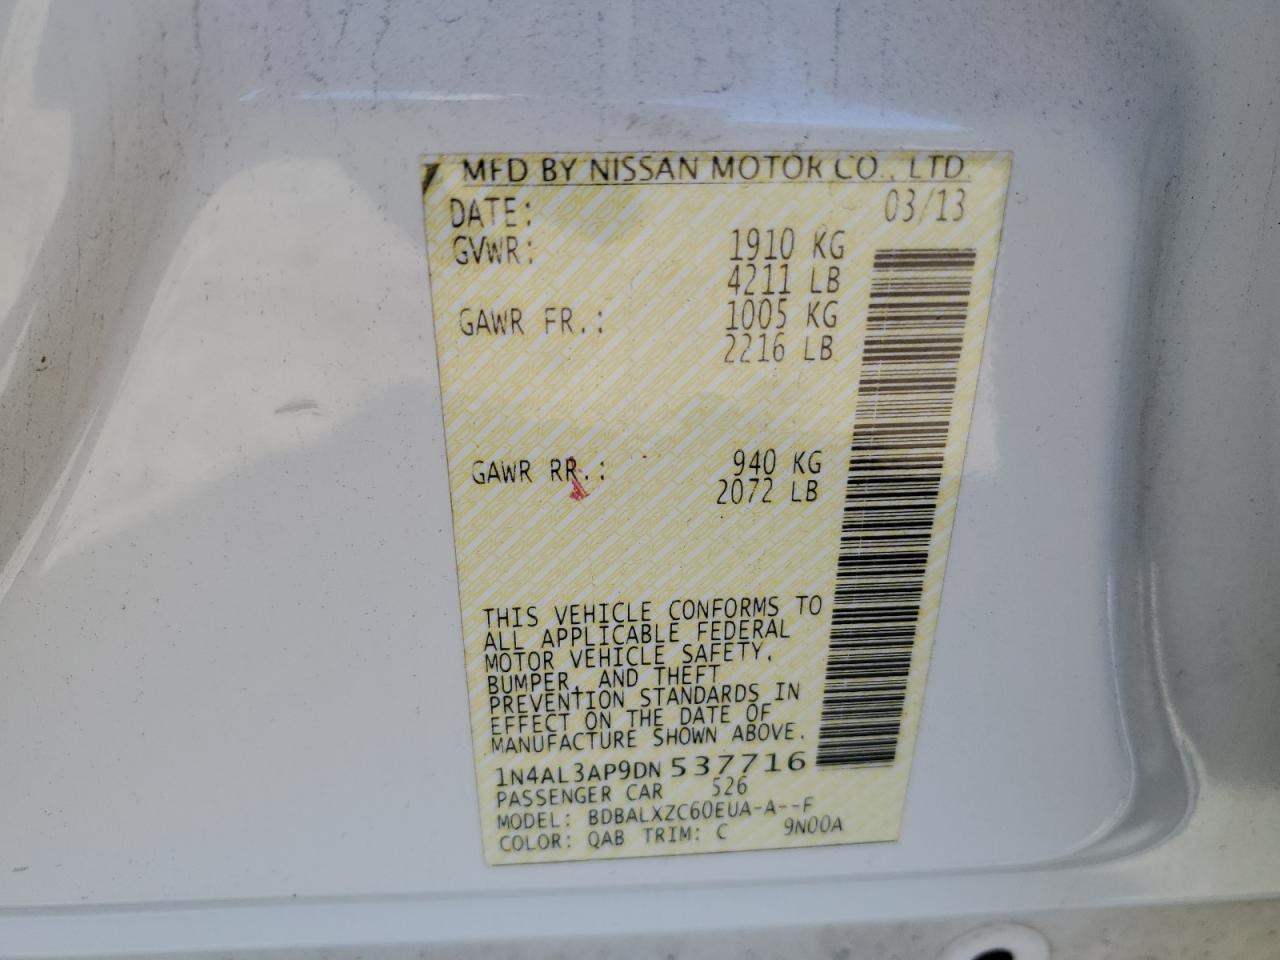 MFD BY NISSAN MOTOR CO., LTD.
DATE: 03/13
GVWR: 1910 KG
4211 LB
GAWR FR.: 1005 KG
2216 LB
GAWR RR.: 940 KG
2072 LB
THIS VEHICLE CONFORMS TO
ALL APPLICABLE FEDERAL
MOTOR VEHICLE SAFETY,
BUMPER, AND THEFT
PREVENTION STANDARDS IN
EFFECT ON THE DATE OF
MANUFACTURE SHOWN ABOVE.
1N4AL3AP9DN537716
PASSENGER CAR 526
MODEL: BDBALXZC60EUA-A--F
COLOR: QAB TRIM: C 9N00A